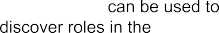 can be used to
discover roles in the